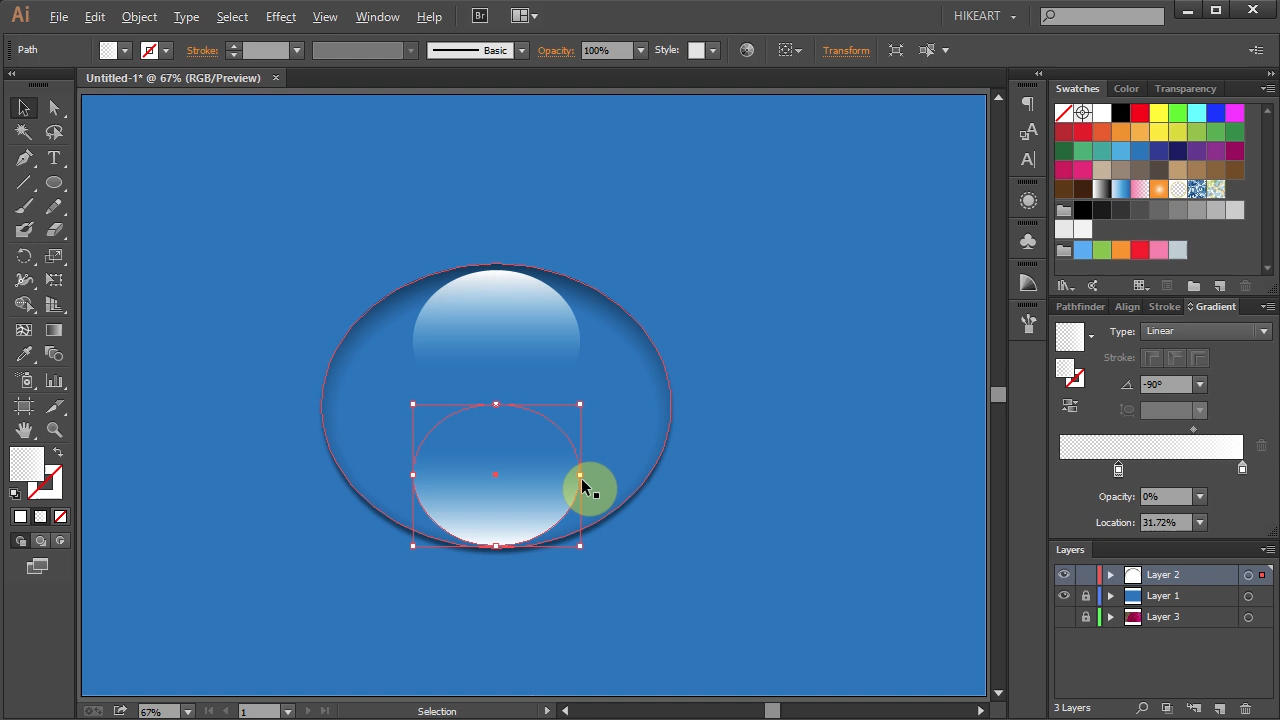 Ai File Edit Object Type Select Effect View Window Help Br HIKEART
Path Stroke: Basic Opacity: 100% Style: Transform
Untitled-1* @ 67% (RGB/Preview)
Swatches Color Transparency
Pathfinder Align Stroke Gradient
Type: Linear
Stroke:
-90°
Opacity: 0%
Location: 31.72%
Layers
Layer 2
Layer 1
Layer 3
3 Layers
67% 1 Selection